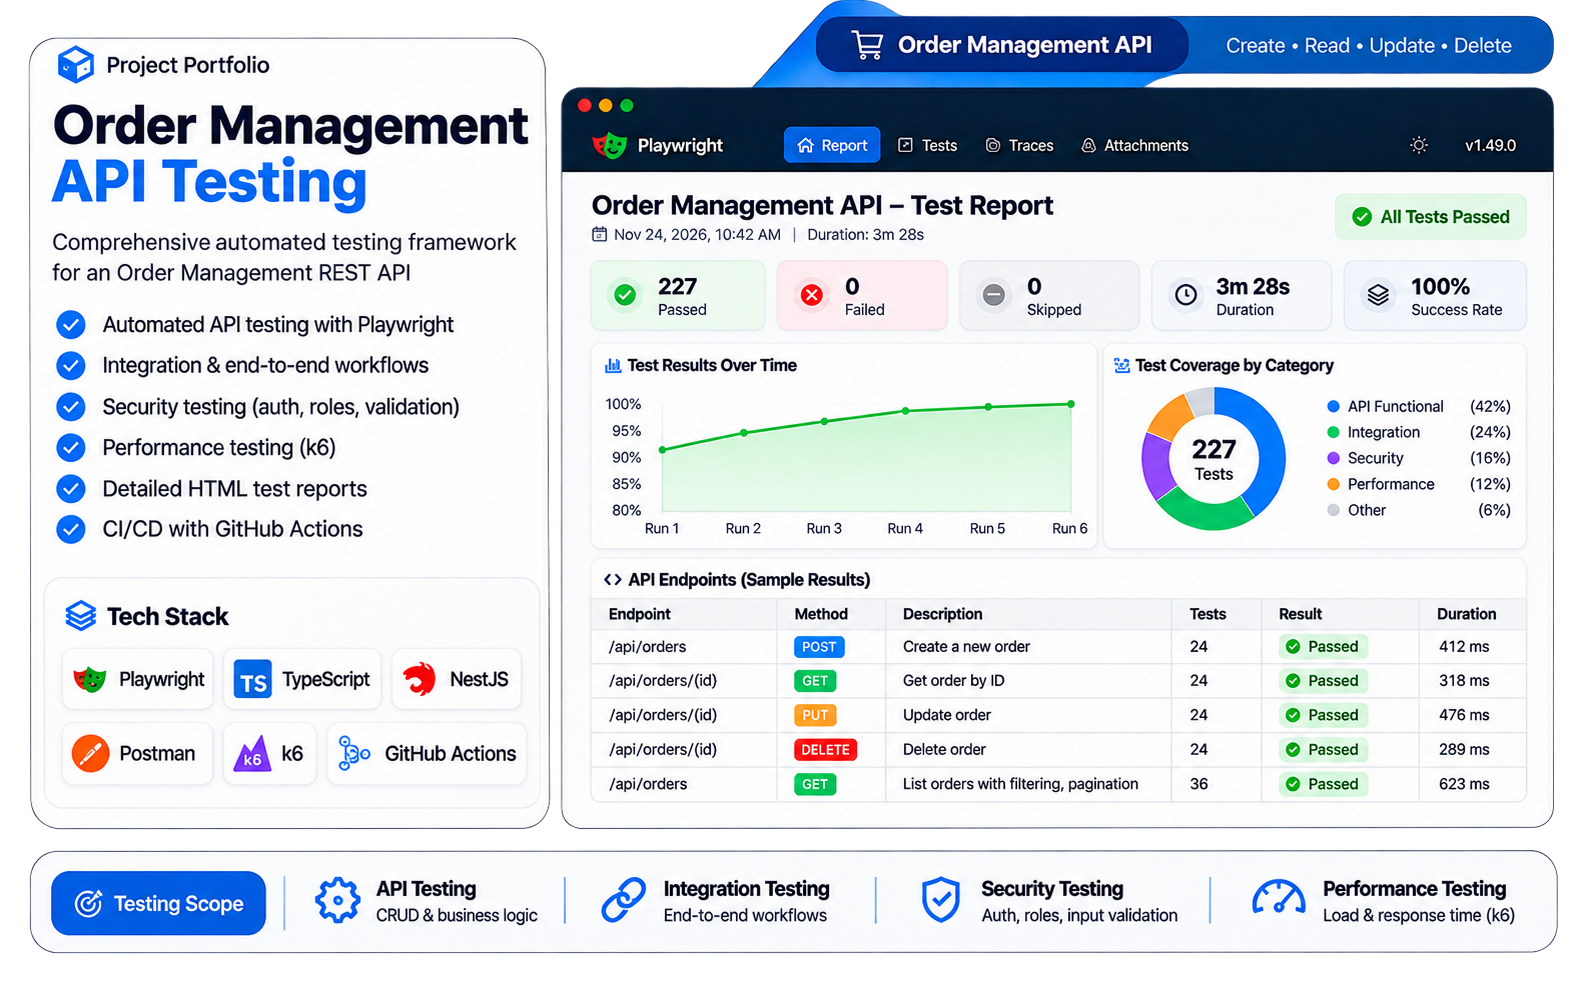 Project Portfolio
Order Management
API Testing
Comprehensive automated testing framework
for an Order Management REST API
Automated API testing with Playwright
Integration & end-to-end workflows
Security testing (auth, roles, validation)
Performance testing (k6)
Detailed HTML test reports
CI/CD with GitHub Actions
Tech Stack
Playwright
TS TypeScript
NestJS
Postman
k6 k6
GitHub Actions
Order Management API
Create • Read • Update • Delete
Playwright
Report
Tests
Traces
Attachments
v1.49.0
Order Management API – Test Report
Nov 24, 2026, 10:42 AM | Duration: 3m 28s
All Tests Passed
227
Passed
0
Failed
0
Skipped
3m 28s
Duration
100%
Success Rate
Test Results Over Time
100%
95%
90%
85%
80%
Run 1 Run 2 Run 3 Run 4 Run 5 Run 6
Test Coverage by Category
227
Tests
API Functional (42%)
Integration (24%)
Security (16%)
Performance (12%)
Other (6%)
<> API Endpoints (Sample Results)
Endpoint Method Description Tests Result Duration
/api/orders POST Create a new order 24 Passed 412 ms
/api/orders/(id) GET Get order by ID 24 Passed 318 ms
/api/orders/(id) PUT Update order 24 Passed 476 ms
/api/orders/(id) DELETE Delete order 24 Passed 289 ms
/api/orders GET List orders with filtering, pagination 36 Passed 623 ms
Testing Scope
API Testing
CRUD & business logic
Integration Testing
End-to-end workflows
Security Testing
Auth, roles, input validation
Performance Testing
Load & response time (k6)